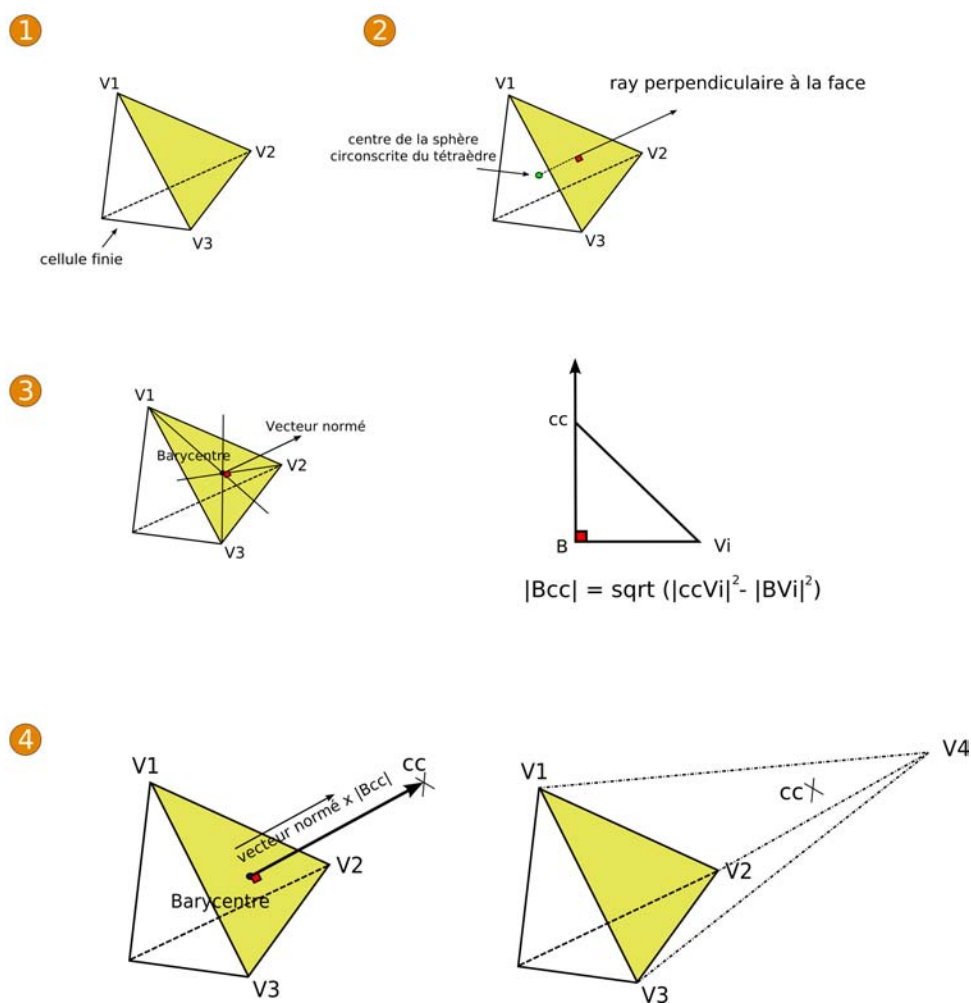 1
2
V1
V2
V3
cellule finie
V1
ray perpendiculaire à la face
centre de la sphère
circonscrite du tétraèdre
V2
V3
3
V1
Vecteur normé
Barycentre
V2
V3
cc
B
Vi
|Bcc| = sqrt (|ccVi|²- |BVi|²)
4
V1
cc
vecteur normé x |Bcc|
V2
Barycentre
V3
V4
V1
cc
V2
V3